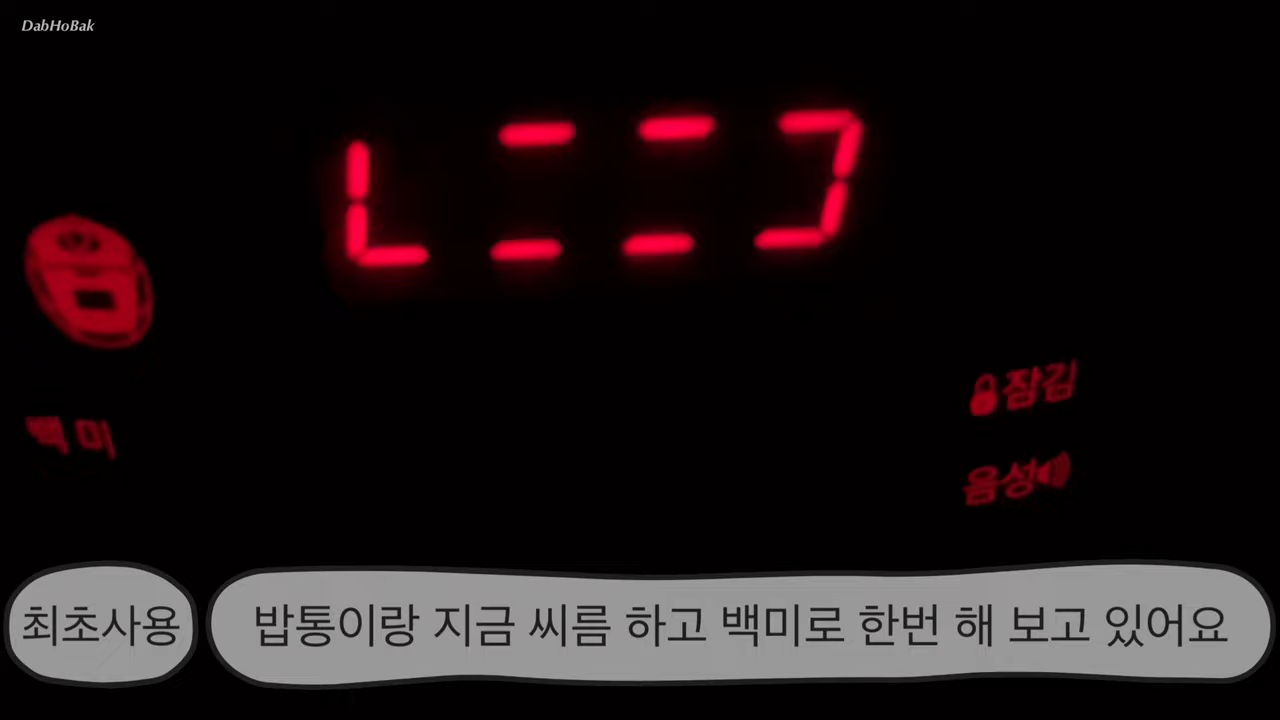 DabHoBak
백미
잠김
음성
최초사용
밥통이랑 지금 씨름 하고 백미로 한번 해 보고 있어요